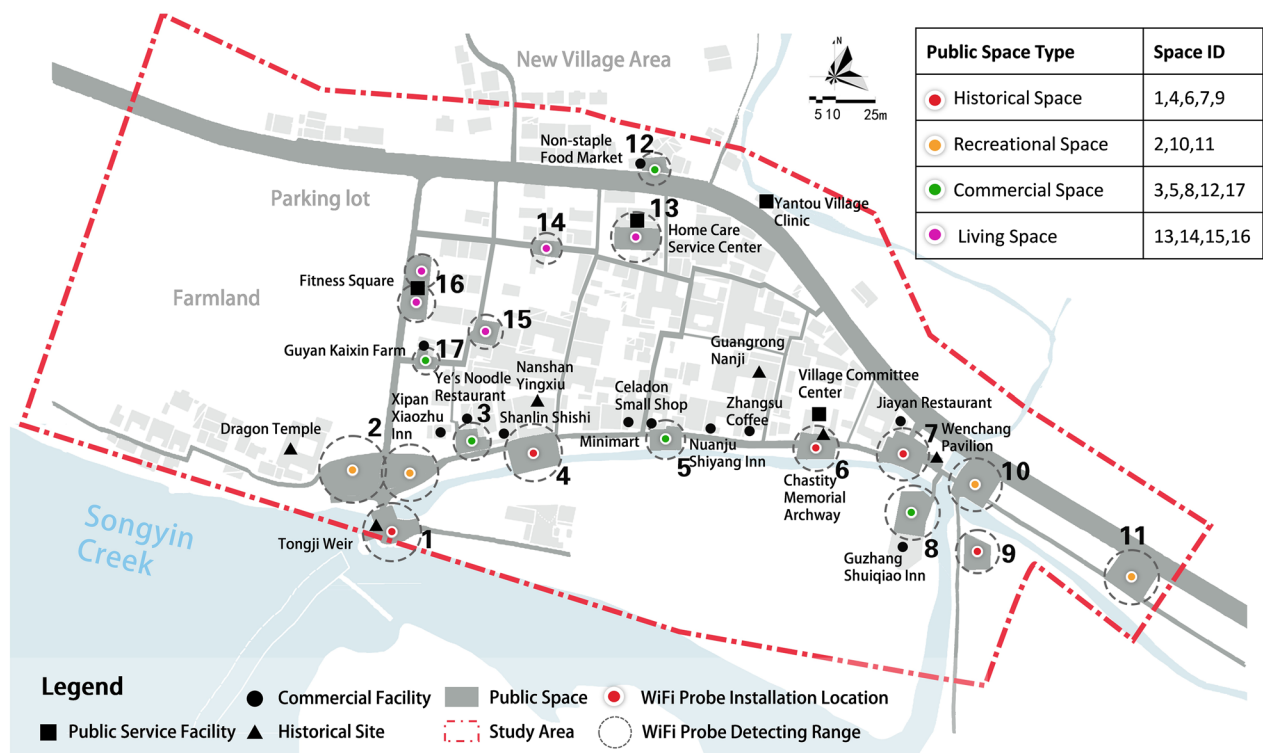 New Village Area
N
5 10 25m
Public Space Type Space ID
Historical Space 1,4,6,7,9
Recreational Space 2,10,11
Commercial Space 3,5,8,12,17
Living Space 13,14,15,16
Non-staple
Food Market
12
Parking lot
Yantou Village
Clinic
13
Home Care
Service Center
14
Fitness Square
16
Farmland
15
Guyan Kaixin Farm
17
Guangrong
Nanji
Ye's Noodle
Restaurant
Nanshan
Yingxiu
Village Committee
Center
Xipan
Xiaozhu
Inn
3
Shanlin Shishi
Celadon
Small Shop
Zhangsu
Coffee
Jiayan Restaurant
Dragon Temple
2
4
Minimart
5
Nuanju
Shiyang Inn
6
Chastity
Memorial
Archway
7
Wenchang
Pavilion
10
Songyin
Creek
Tongji Weir
1
8
Guzhang
Shuiqiao Inn
9
11
Legend
Commercial Facility
Public Space
WiFi Probe Installation Location
Public Service Facility
Historical Site
Study Area
WiFi Probe Detecting Range